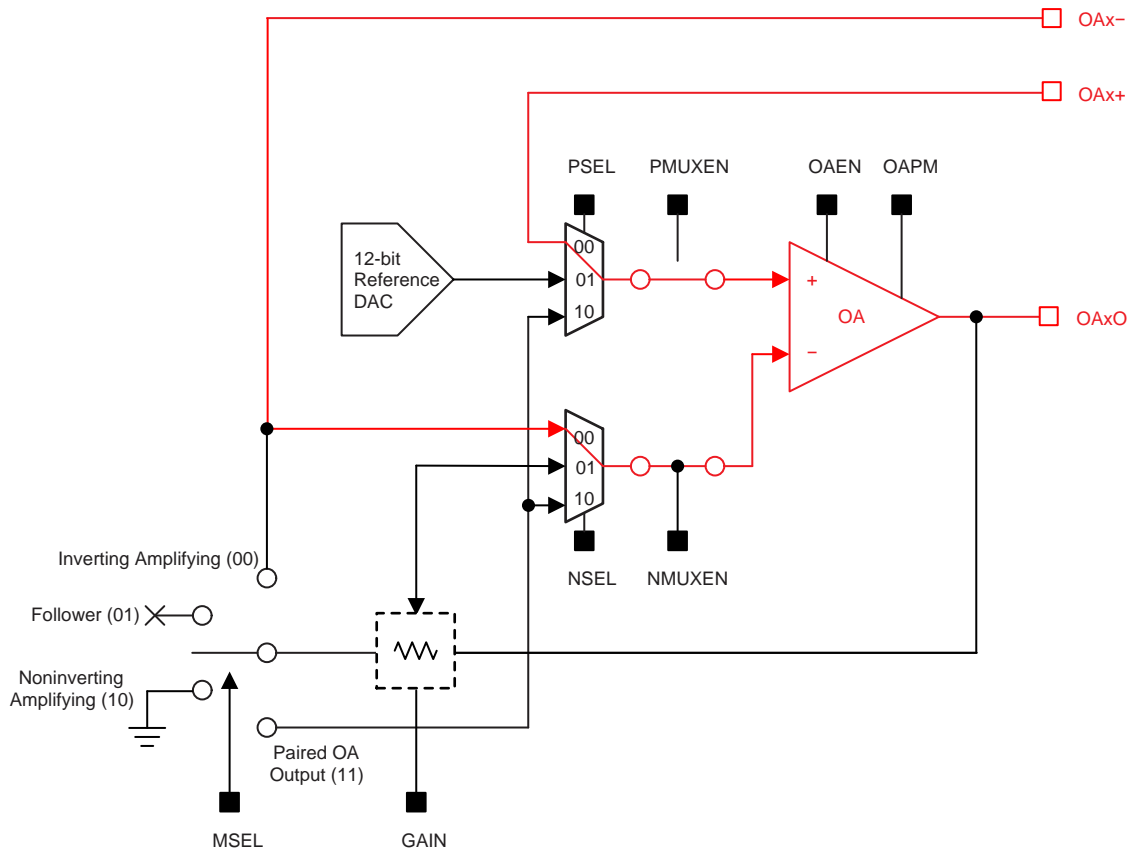 OAx−
OAx+
PSEL
PMUXEN
OAEN
OAPM
12-bit
Reference
DAC
00
01
10
+
OA
−
OAxO
00
01
10
NSEL
NMUXEN
Inverting Amplifying (00)
Follower (01)
Noninverting
Amplifying (10)
Paired OA
Output (11)
MSEL
GAIN